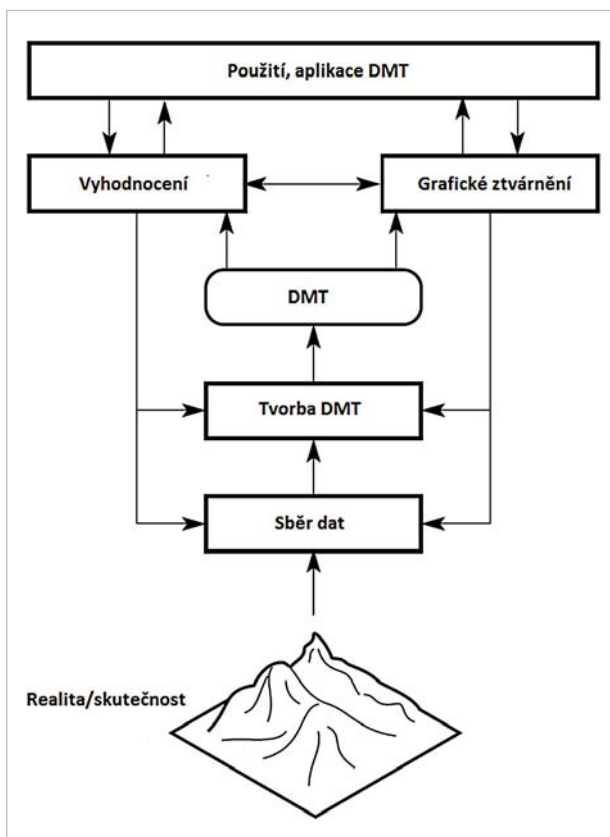 Použití, aplikace DMT
Vyhodnocení
Grafické ztvárnění
DMT
Tvorba DMT
Sběr dat
Realita/skutečnost